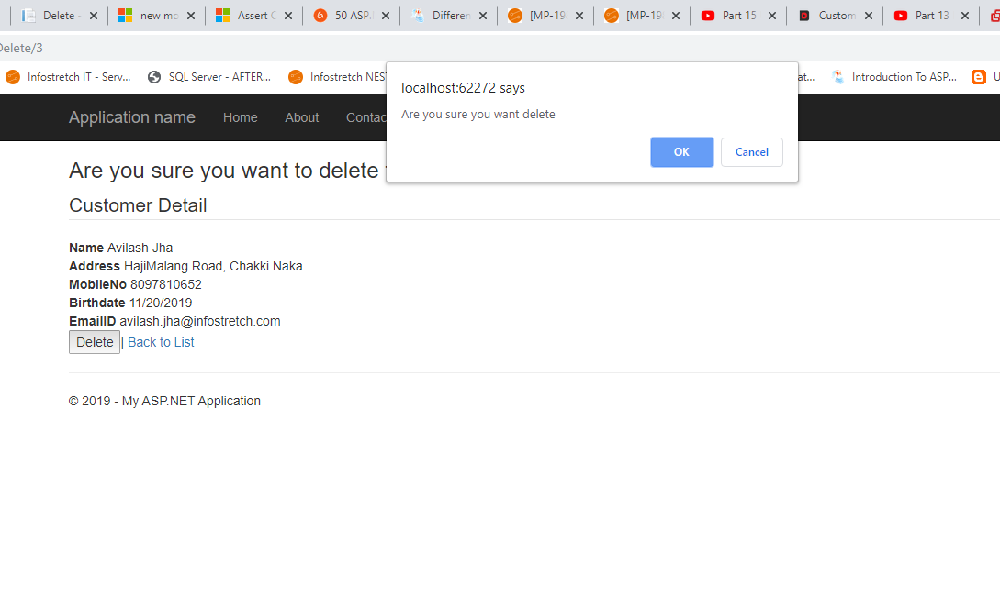 Delete - new mo Assert C 50 ASP. Differen [MP-19 [MP-19 Part 15 Custom Part 13
Delete/3
Infostretch IT - Serv... SQL Server - AFTER... Infostretch NEST at... Introduction To ASP...
localhost:62272 says
Are you sure you want delete
OK Cancel
Application name Home About Contac
Are you sure you want to delete
Customer Detail
Name Avilash Jha
Address HajiMalang Road, Chakki Naka
MobileNo 8097810652
Birthdate 11/20/2019
EmailID avilash.jha@infostretch.com
Delete | Back to List
© 2019 - My ASP.NET Application